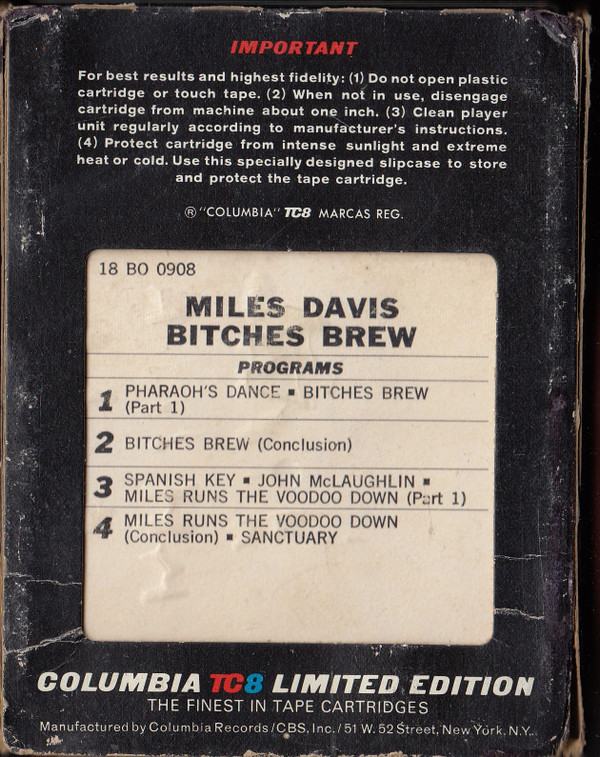 IMPORTANT
For best results and highest fidelity: (1) Do not open plastic
cartridge or touch tape. (2) When not in use, disengage
cartridge from machine about one inch. (3) Clean player
unit regularly according to manufacturer's instructions.
(4) Protect cartridge from intense sunlight and extreme
heat or cold. Use this specially designed slipcase to store
and protect the tape cartridge.
® "COLUMBIA" TC8 MARCAS REG.
18 BO 0908
MILES DAVIS
BITCHES BREW
PROGRAMS
1 PHARAOH'S DANCE ▪ BITCHES BREW
(Part 1)
2 BITCHES BREW (Conclusion)
3 SPANISH KEY ▪ JOHN McLAUGHLIN ▪
MILES RUNS THE VOODOO DOWN (Part 1)
4 MILES RUNS THE VOODOO DOWN
(Conclusion) ▪ SANCTUARY
COLUMBIA TC8 LIMITED EDITION
THE FINEST IN TAPE CARTRIDGES
Manufactured by Columbia Records/CBS, Inc./51 W. 52 Street, New York, N.Y.